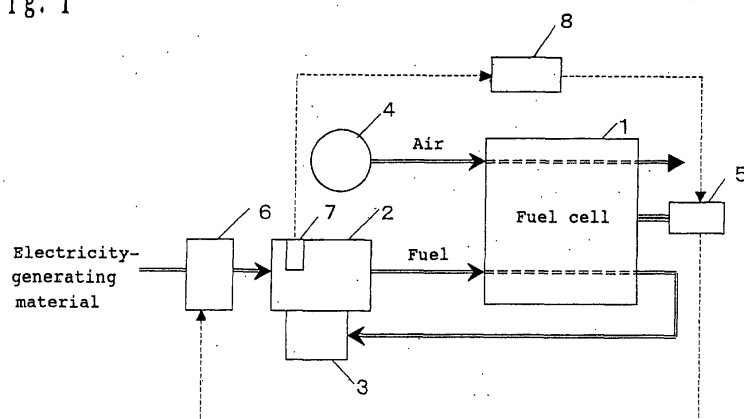 Fig. 1
8
4
1
Air
5
6
7
2
Fuel cell
Electricity-
generating
material
Fuel
3